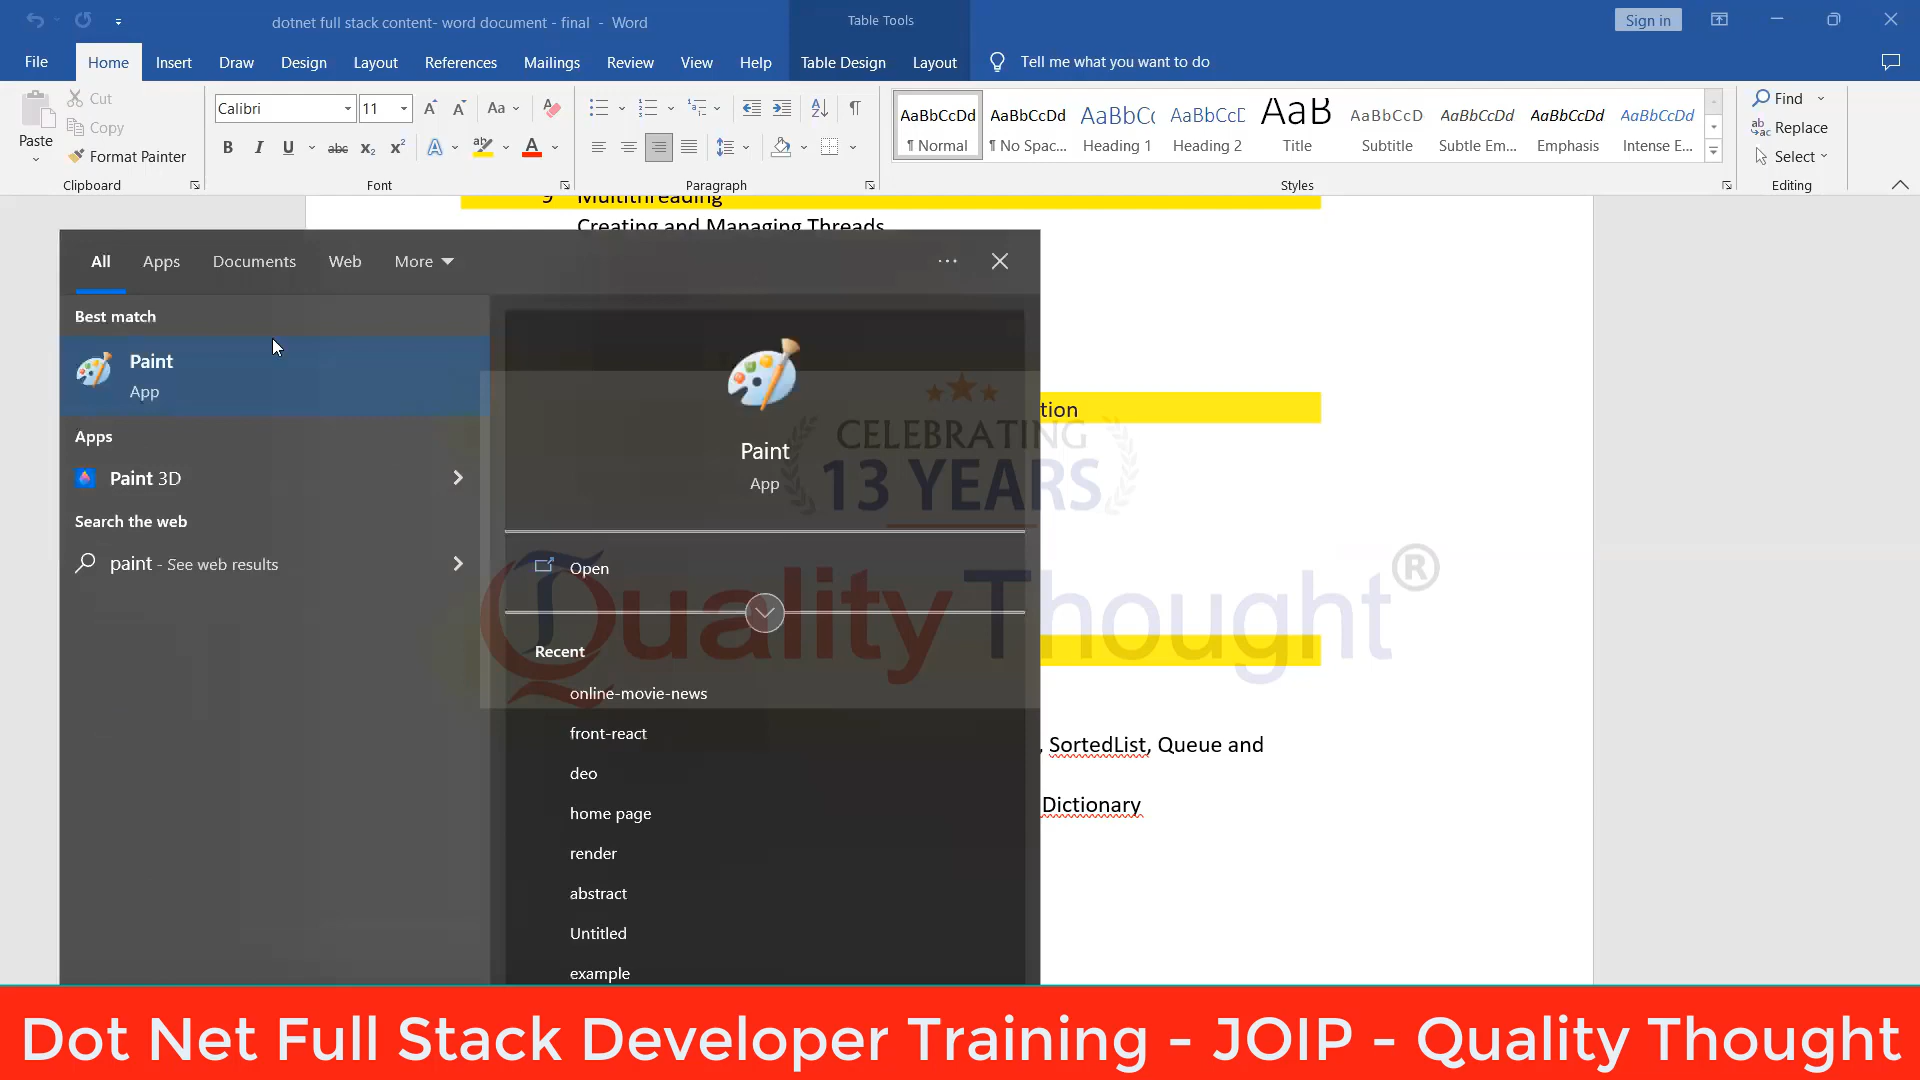 dotnet full stack content- word document - final - Word
Table Tools
Sign in
File Home Insert Draw Design Layout References Mailings Review View Help Table Design Layout Tell me what you want to do
Paste
Cut
Copy
Format Painter
Clipboard
Calibri 11
Aa
B I U abc x₂ x² A A
Font
Paragraph
AaBbCcDd AaBbCcDd AaBbCc AaBbCcD AaB AaBbCcD AaBbCcDd AaBbCcDd AaBbCcDd
¶ Normal ¶ No Spac... Heading 1 Heading 2 Title Subtitle Subtle Em... Emphasis Intense E...
Styles
Find
Replace
Select
Editing
9 Multithreading
Creating and Managing Threads
All Apps Documents Web More
Best match
Paint
App
Apps
Paint 3D
Search the web
paint - See web results
Paint
App
Open
Recent
online-movie-news
front-react
deo
home page
render
abstract
Untitled
example
tion
, SortedList, Queue and
Dictionary
CELEBRATING
13 YEARS
Quality Thought®
Dot Net Full Stack Developer Training - JOIP - Quality Thought